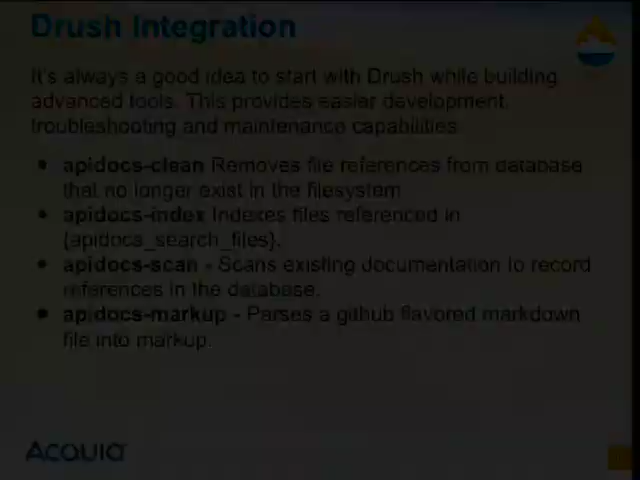 Drush Integration
It's always a good idea to start with Drush while building
advanced tools. This provides easier development,
troubleshooting and maintenance capabilities.
• apidocs-clean Removes file references from database
that no longer exist in the filesystem
• apidocs-index Indexes files referenced in
{apidocs_search_files}.
• apidocs-scan - Scans existing documentation to record
references in the database.
• apidocs-markup - Parses a github flavored markdown
file into markup.
Acquia